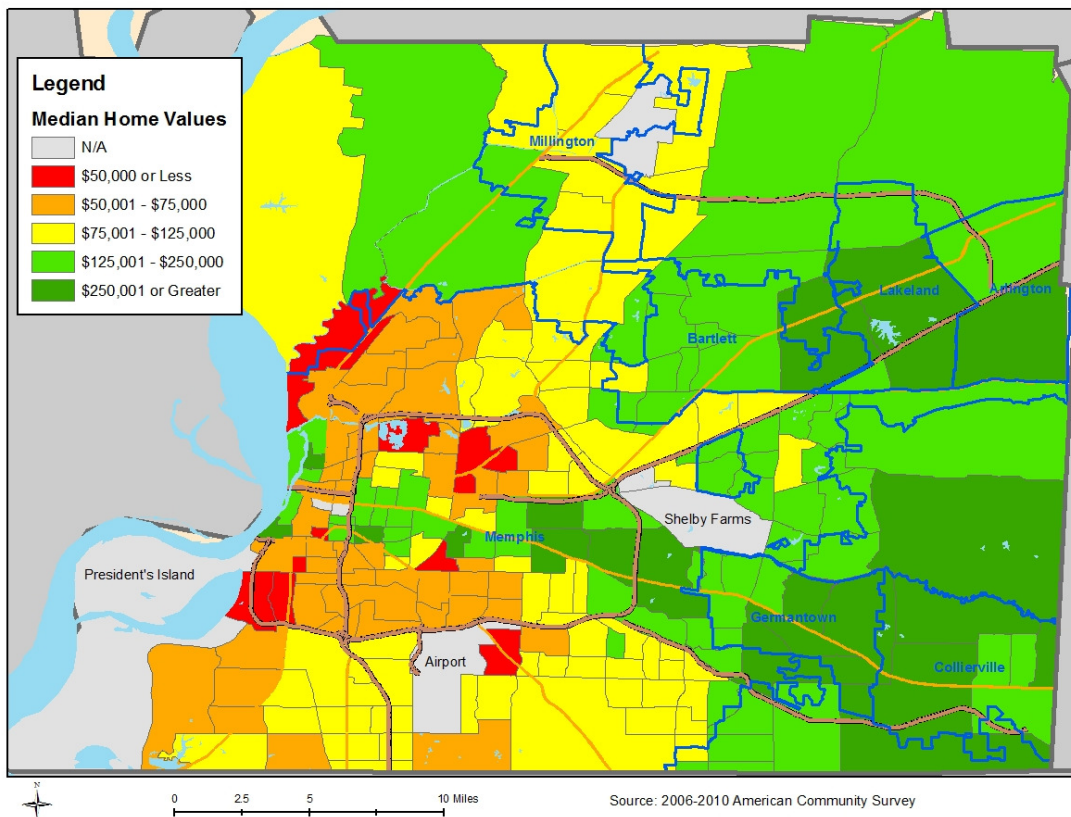 Legend
Median Home Values
N/A
$50,000 or Less
$50,001 - $75,000
$75,001 - $125,000
$125,001 - $250,000
$250,001 or Greater
Millington
Lakeland
Arlington
Bartlett
Shelby Farms
Memphis
President's Island
Germantown
Airport
Collierville
N
0 2.5 5 10 Miles
Source: 2006-2010 American Community Survey